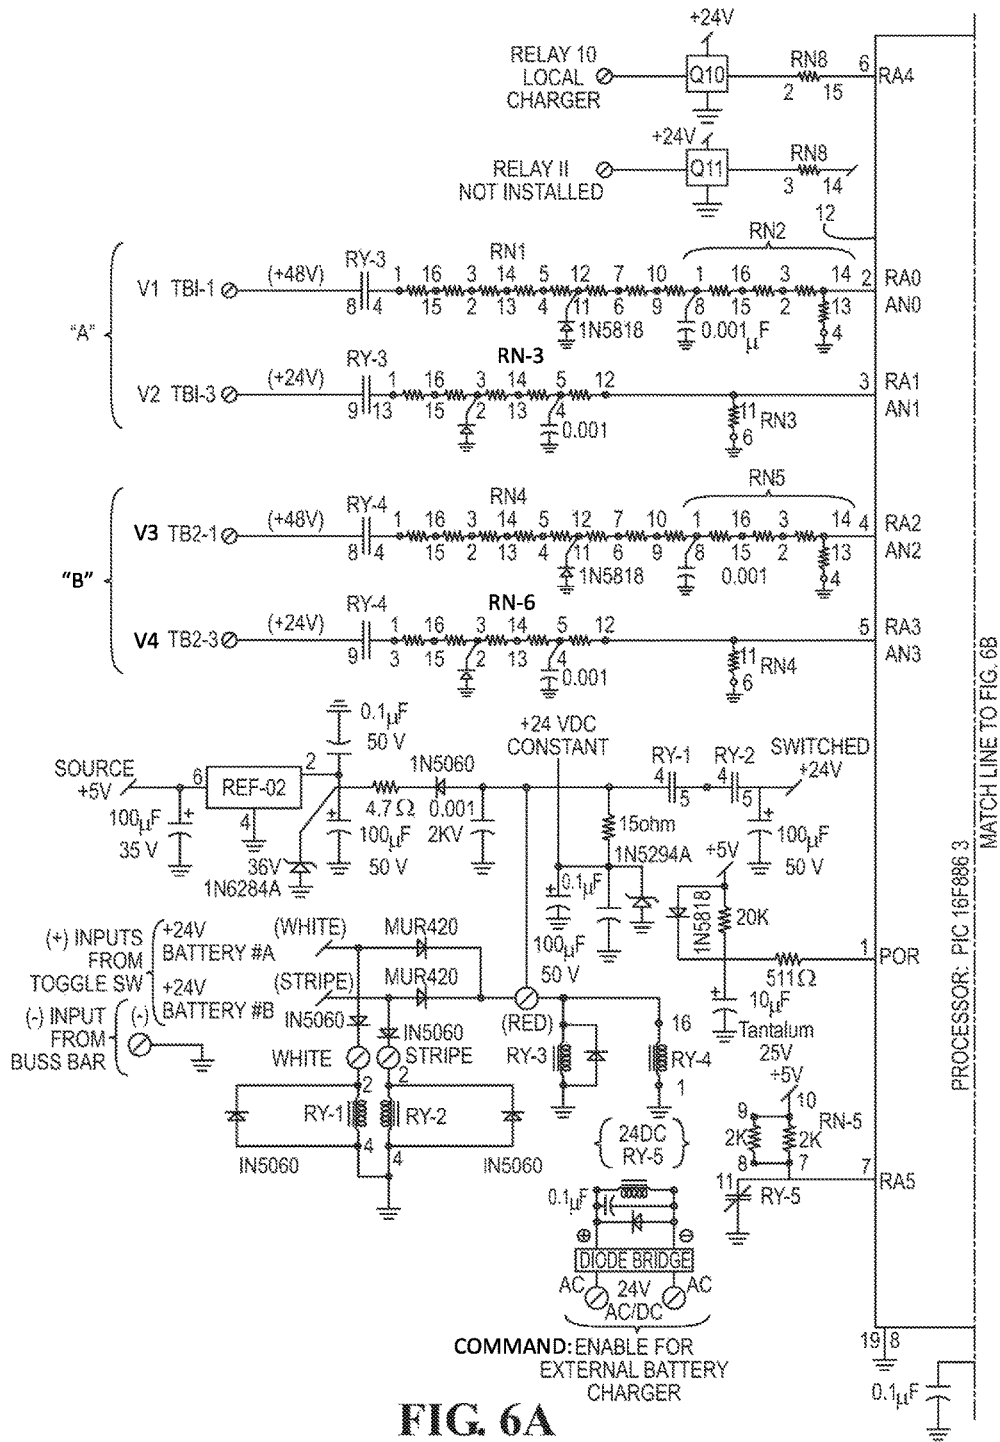 +24V
RELAY 10
LOCAL
CHARGER
Q10
RN8
2 15
6
RA4
+24V
RELAY II
NOT INSTALLED
Q11
RN8
3 14
12
RN2
"A"
V1 TBI-1
(+48V)
RY-3
8 4
RN1
1 16 3 14 5 12 7 10 1 16 3 14
15 2 13 4 11 6 9 8 15 2 13
4
1N5818
0.001µF
2
RA0
AN0
V2 TBI-3
(+24V)
RY-3
9 13
RN-3
1 16 3 14 5 12
15 2 13 4
0.001
11
6
RN3
3
RA1
AN1
RN5
"B"
V3 TB2-1
(+48V)
RY-4
8 4
RN4
1 16 3 14 5 12 7 10 1 16 3 14
15 2 13 4 11 6 9 8 15 2 13
4
1N5818
0.001
4
RA2
AN2
V4 TB2-3
(+24V)
RY-4
9
RN-6
1 16 3 14 5 12
3 15 2 13 4
0.001
11
6
RN4
5
RA3
AN3
0.1µF
50 V
SOURCE
+5V
6
REF-02
2
4
100µF
35 V
36V
1N6284A
4.7Ω
100µF
50 V
1N5060
0.001
2KV
+24 VDC
CONSTANT
15ohm
1N5294A
0.1µF
100µF
50 V
RY-1
4
5
RY-2
4
5
SWITCHED
+24V
100µF
50 V
+5V
1N5818
20K
511Ω
1
POR
10µF
Tantalum
25V
(+) INPUTS
FROM
TOGGLE SW
+24V
BATTERY #A
+24V
BATTERY #B
(-) INPUT
FROM
BUSS BAR
(-)
(WHITE)
MUR420
(STRIPE)
MUR420
IN5060
IN5060
WHITE
STRIPE
2
2
RY-1
RY-2
4
4
IN5060
IN5060
(RED)
RY-3
16
RY-4
1
24DC
RY-5
0.1µF
⊕ ⊖
DIODE BRIDGE
AC
24V
AC/DC
AC
COMMAND: ENABLE FOR
EXTERNAL BATTERY
CHARGER
+5V
10
9
RN-5
2K
2K
8
7
11
RY-5
7
RA5
19
8
0.1µF
PROCESSOR: PIC 16F886 3
MATCH LINE TO FIG. 6B
FIG. 6A